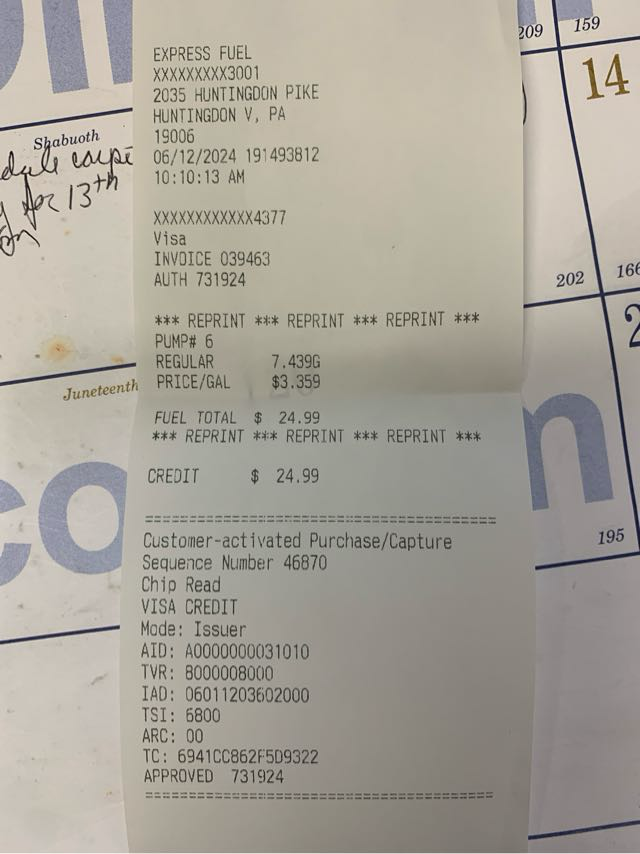 EXPRESS FUEL
XXXXXXXXX3001
2035 HUNTINGDON PIKE
HUNTINGDON V, PA
19006
06/12/2024 191493812
10:10:13 AM
XXXXXXXXXXXX4377
Visa
INVOICE 039463
AUTH 731924
*** REPRINT *** REPRINT *** REPRINT ***
PUMP# 6
REGULAR 7.439G
PRICE/GAL $3.359
FUEL TOTAL $ 24.99
*** REPRINT *** REPRINT *** REPRINT ***
CREDIT $ 24.99
=========================================
Customer-activated Purchase/Capture
Sequence Number 46870
Chip Read
VISA CREDIT
Mode: Issuer
AID: A0000000031010
TVR: 8000008000
IAD: 06011203602000
TSI: 6800
ARC: 00
TC: 6941CC862F5D9322
APPROVED 731924
=========================================
Shabuoth
13th
Juneteenth
co
m
209
159
14
202
166
2
195